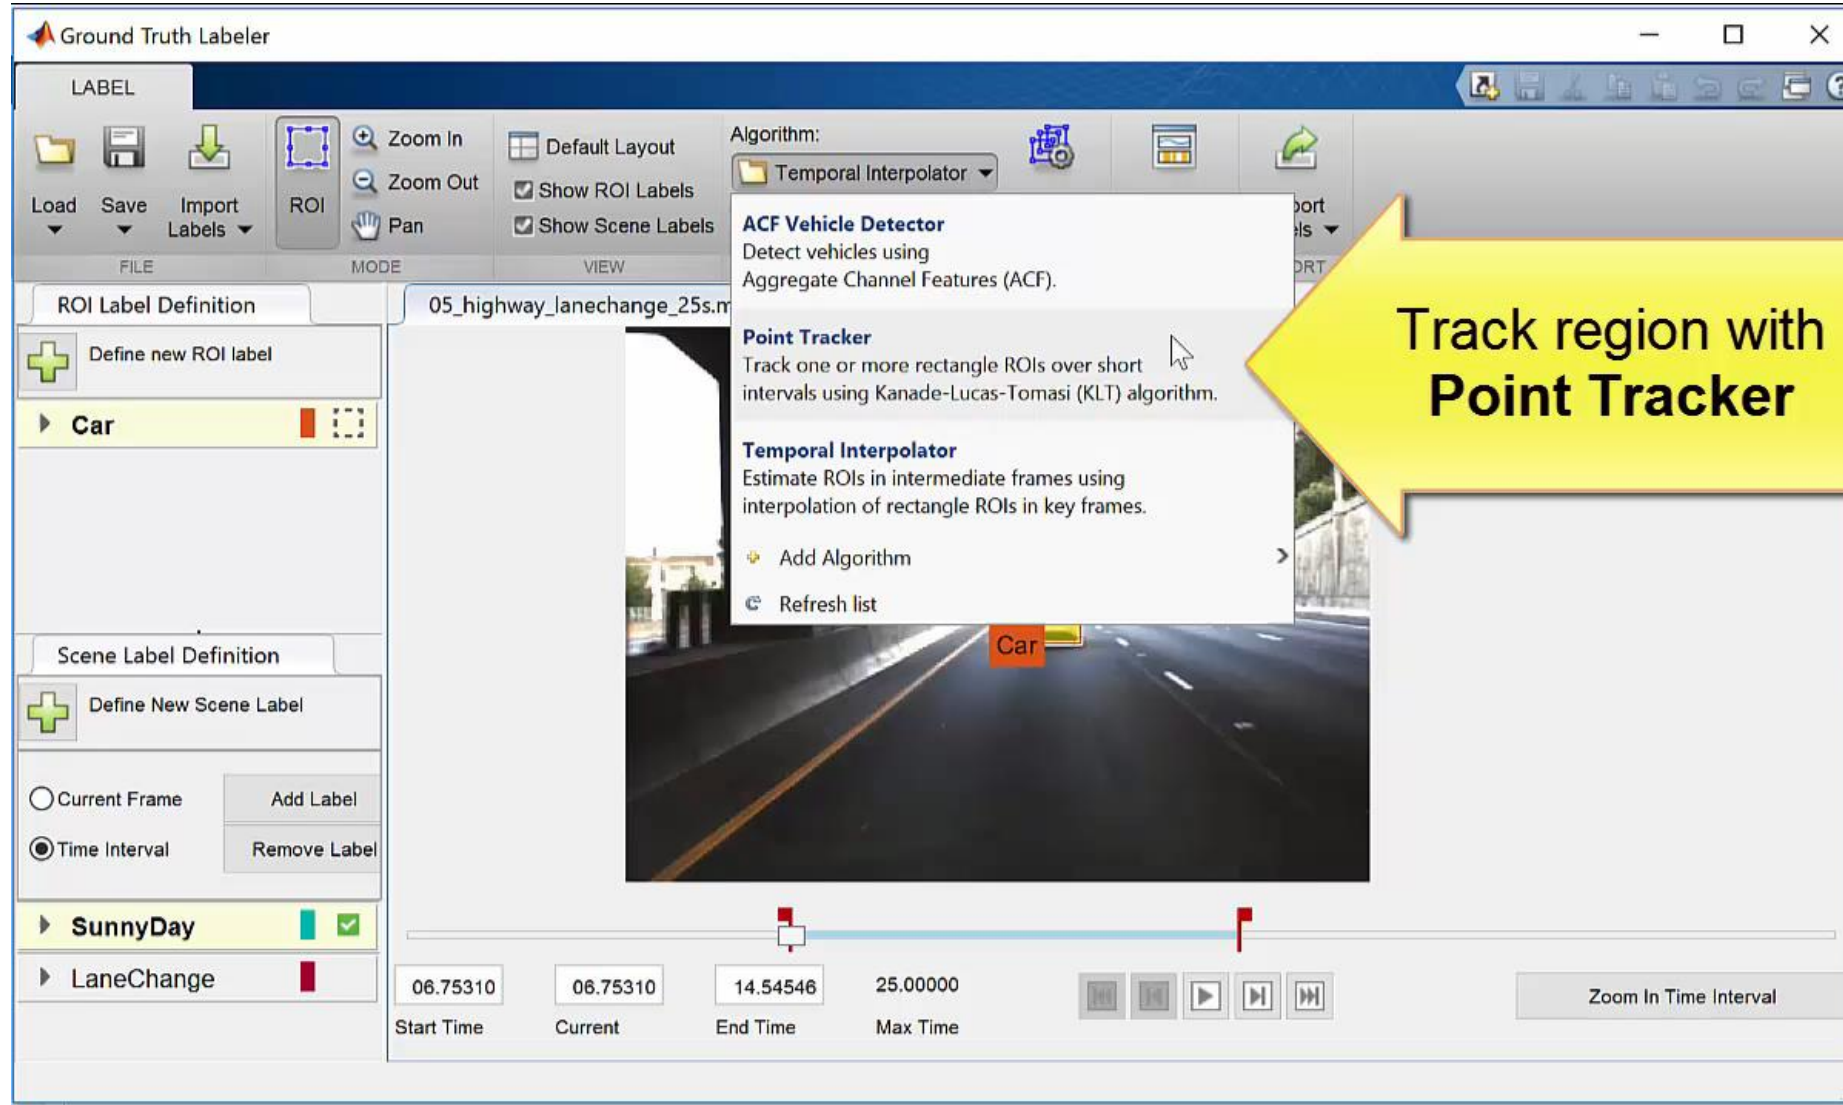 Ground Truth Labeler
LABEL
Load
Save
Import
Labels
ROI
Zoom In
Zoom Out
Pan
Default Layout
Show ROI Labels
Show Scene Labels
Algorithm:
Temporal Interpolator
FILE
MODE
VIEW
ACF Vehicle Detector
Detect vehicles using
Aggregate Channel Features (ACF).
Point Tracker
Track one or more rectangle ROIs over short
intervals using Kanade-Lucas-Tomasi (KLT) algorithm.
Temporal Interpolator
Estimate ROIs in intermediate frames using
interpolation of rectangle ROIs in key frames.
Add Algorithm
Refresh list
Track region with
Point Tracker
ROI Label Definition
Define new ROI label
Car
05_highway_lanechange_25s.m
Car
Scene Label Definition
Define New Scene Label
Current Frame
Add Label
Time Interval
Remove Label
SunnyDay
LaneChange
06.75310
06.75310
14.54546
25.00000
Start Time
Current
End Time
Max Time
Zoom In Time Interval